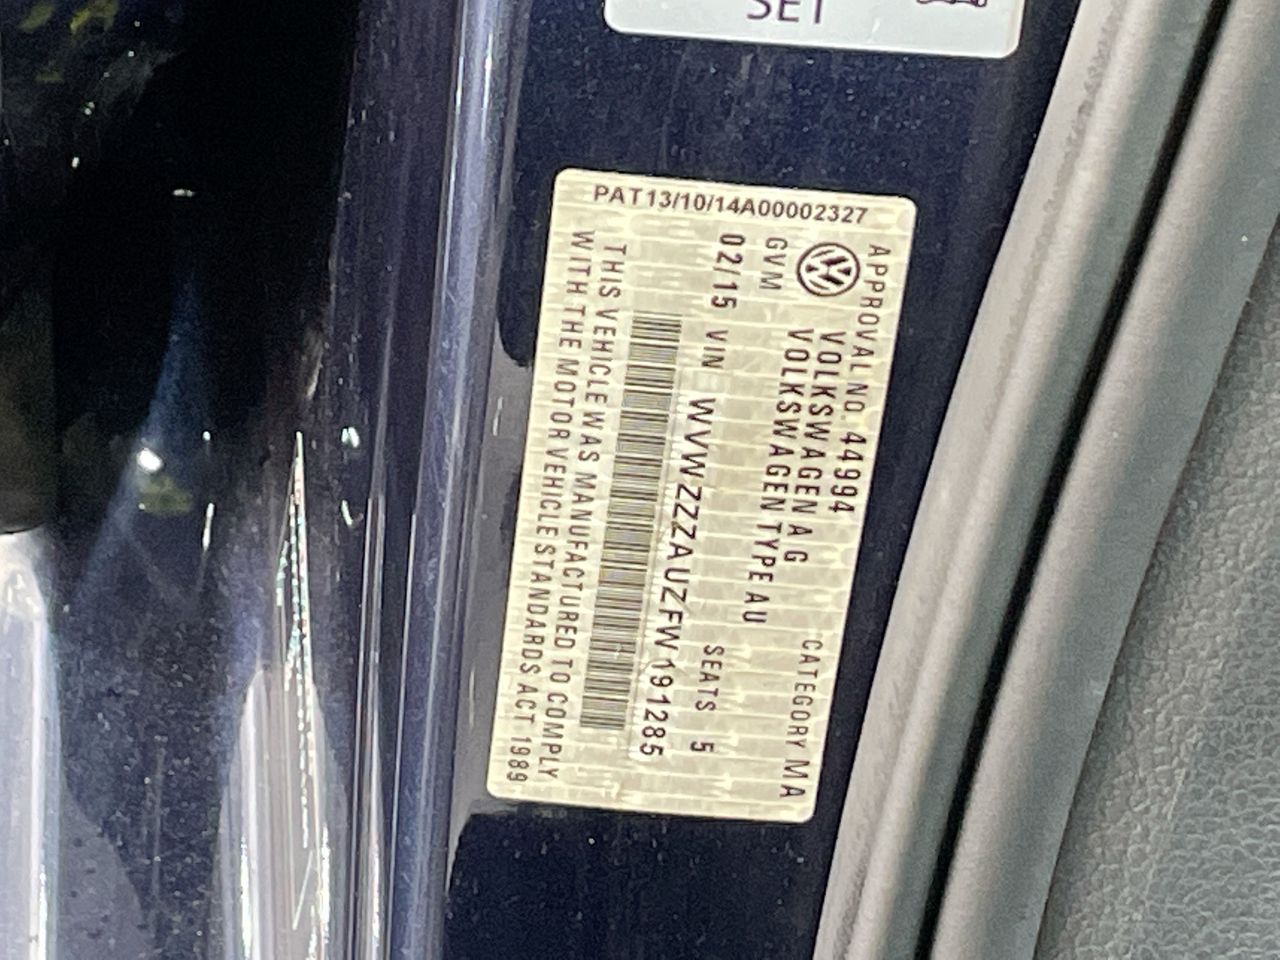 SET
PAT13/10/14A00002327
APPROVAL NO. 44994
VOLKSWAGEN AG
VOLKSWAGEN TYPE AU
CATEGORY MA
GVM
02/15 VIN WVWZZZAUZFW191285
SEATS 5
THIS VEHICLE WAS MANUFACTURED TO COMPLY
WITH THE MOTOR VEHICLE STANDARDS ACT 1989